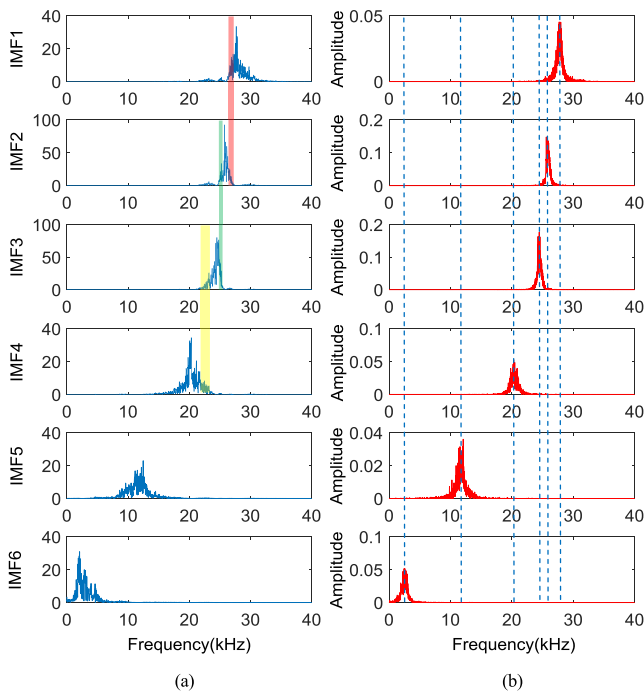 40 0.05
IMF1 20 Amplitude
0 0
0 10 20 30 40 0 10 20 30 40
100 0.2
IMF2 50 Amplitude 0.1
0 0
0 10 20 30 40 0 10 20 30 40
100 0.2
IMF3 50 Amplitude 0.1
0 0
0 10 20 30 40 0 10 20 30 40
40 0.1
IMF4 20 Amplitude 0.05
0 0
0 10 20 30 40 0 10 20 30 40
40 0.04
IMF5 20 Amplitude 0.02
0 0
0 10 20 30 40 0 10 20 30 40
40 0.1
IMF6 20 Amplitude 0.05
0 0
0 10 20 30 40 0 10 20 30 40
Frequency(kHz) Frequency(kHz)
(a) (b)